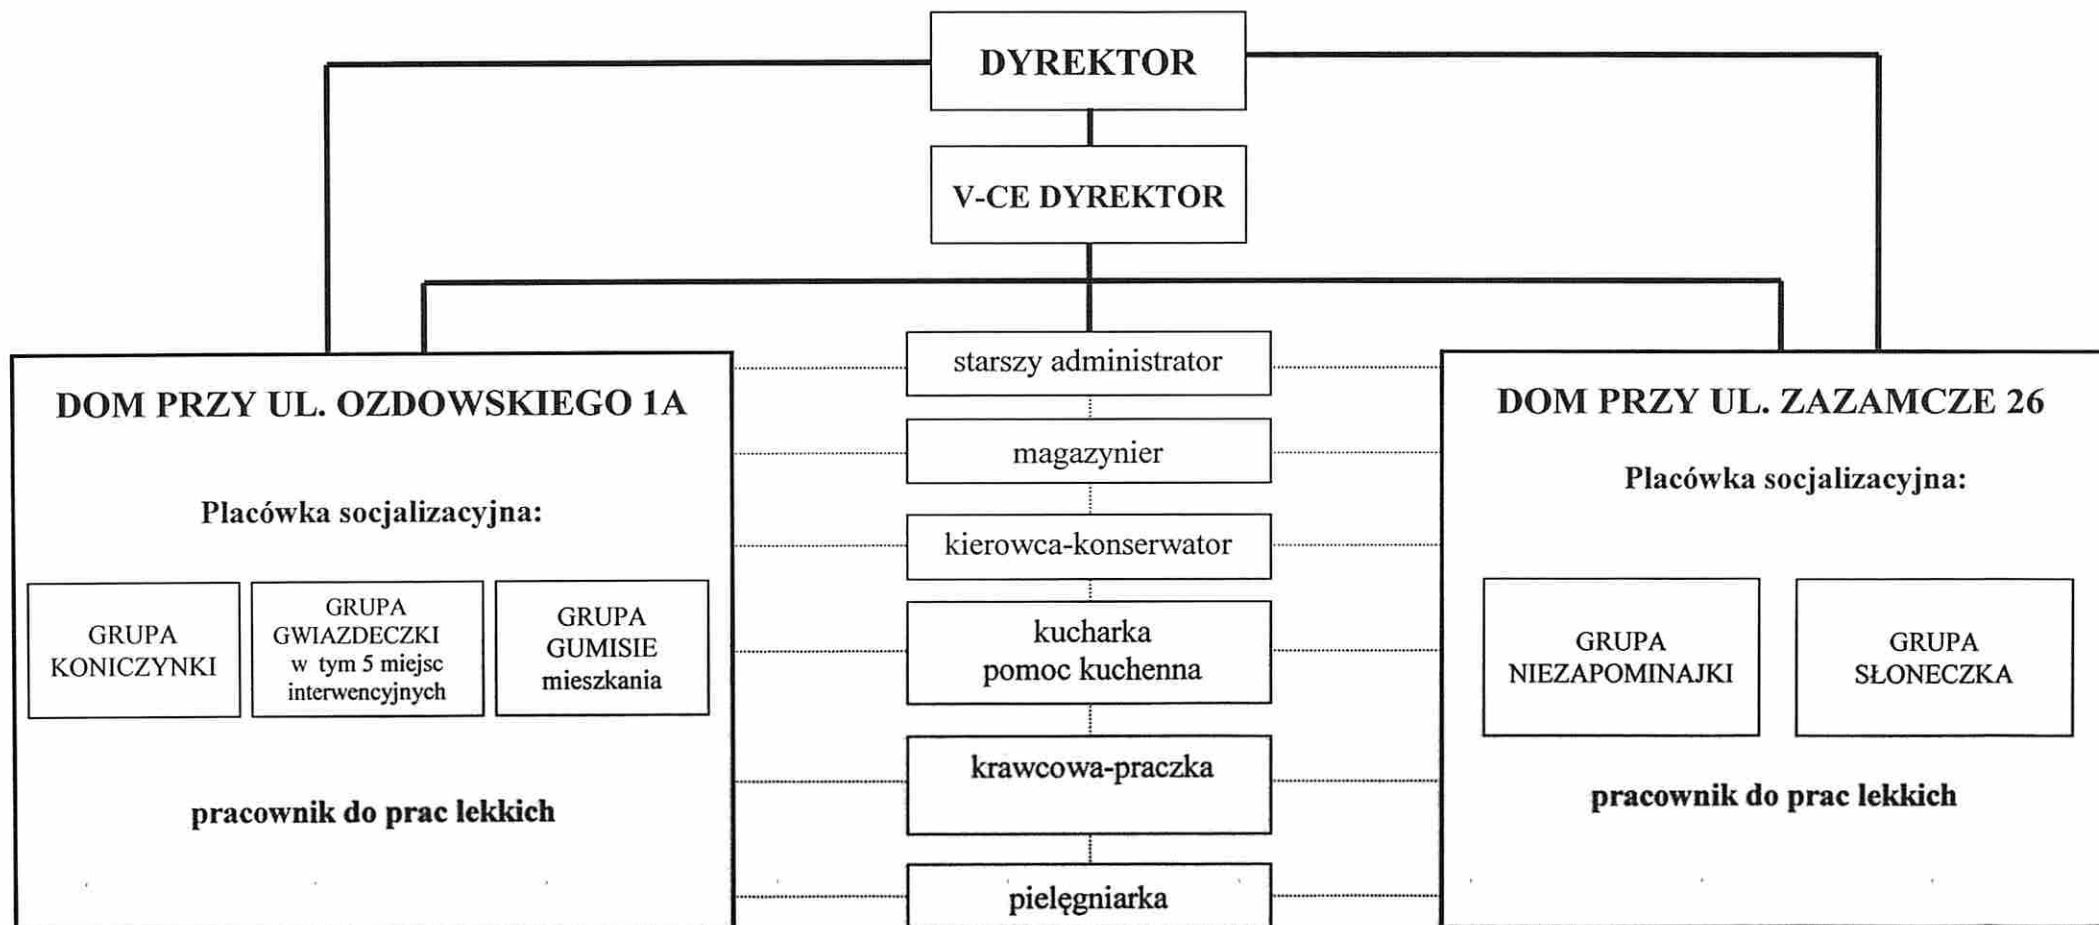 DYREKTOR
V-CE DYREKTOR
DOM PRZY UL. OZDOWSKIEGO 1A
Placówka socjalizacyjna:
GRUPA
KONICZYNKI
GRUPA
GWIAZDECZKI
w tym 5 miejsc
interwencyjnych
GRUPA
GUMISIE
mieszkania
pracownik do prac lekkich
starszy administrator
magazynier
kierowca-konserwator
kucharka
pomoc kuchenna
krawcowa-praczka
pielęgniarka
DOM PRZY UL. ZAZAMCZE 26
Placówka socjalizacyjna:
GRUPA
NIEZAPOMINAJKI
GRUPA
SŁONECZKA
pracownik do prac lekkich